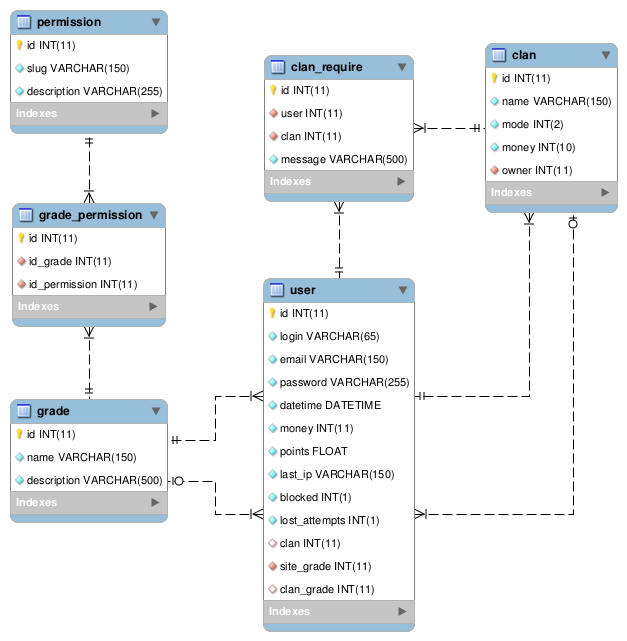 permission
id INT(11)
slug VARCHAR(150)
description VARCHAR(255)
Indexes
grade_permission
id INT(11)
id_grade INT(11)
id_permission INT(11)
Indexes
grade
id INT(11)
name VARCHAR(150)
description VARCHAR(500)
Indexes
clan_require
id INT(11)
user INT(11)
clan INT(11)
message VARCHAR(500)
Indexes
user
id INT(11)
login VARCHAR(65)
email VARCHAR(150)
password VARCHAR(255)
datetime DATETIME
money INT(11)
points FLOAT
last_ip VARCHAR(150)
blocked INT(1)
lost_attempts INT(1)
clan INT(11)
site_grade INT(11)
clan_grade INT(11)
Indexes
clan
id INT(11)
name VARCHAR(150)
mode INT(2)
money INT(10)
owner INT(11)
Indexes